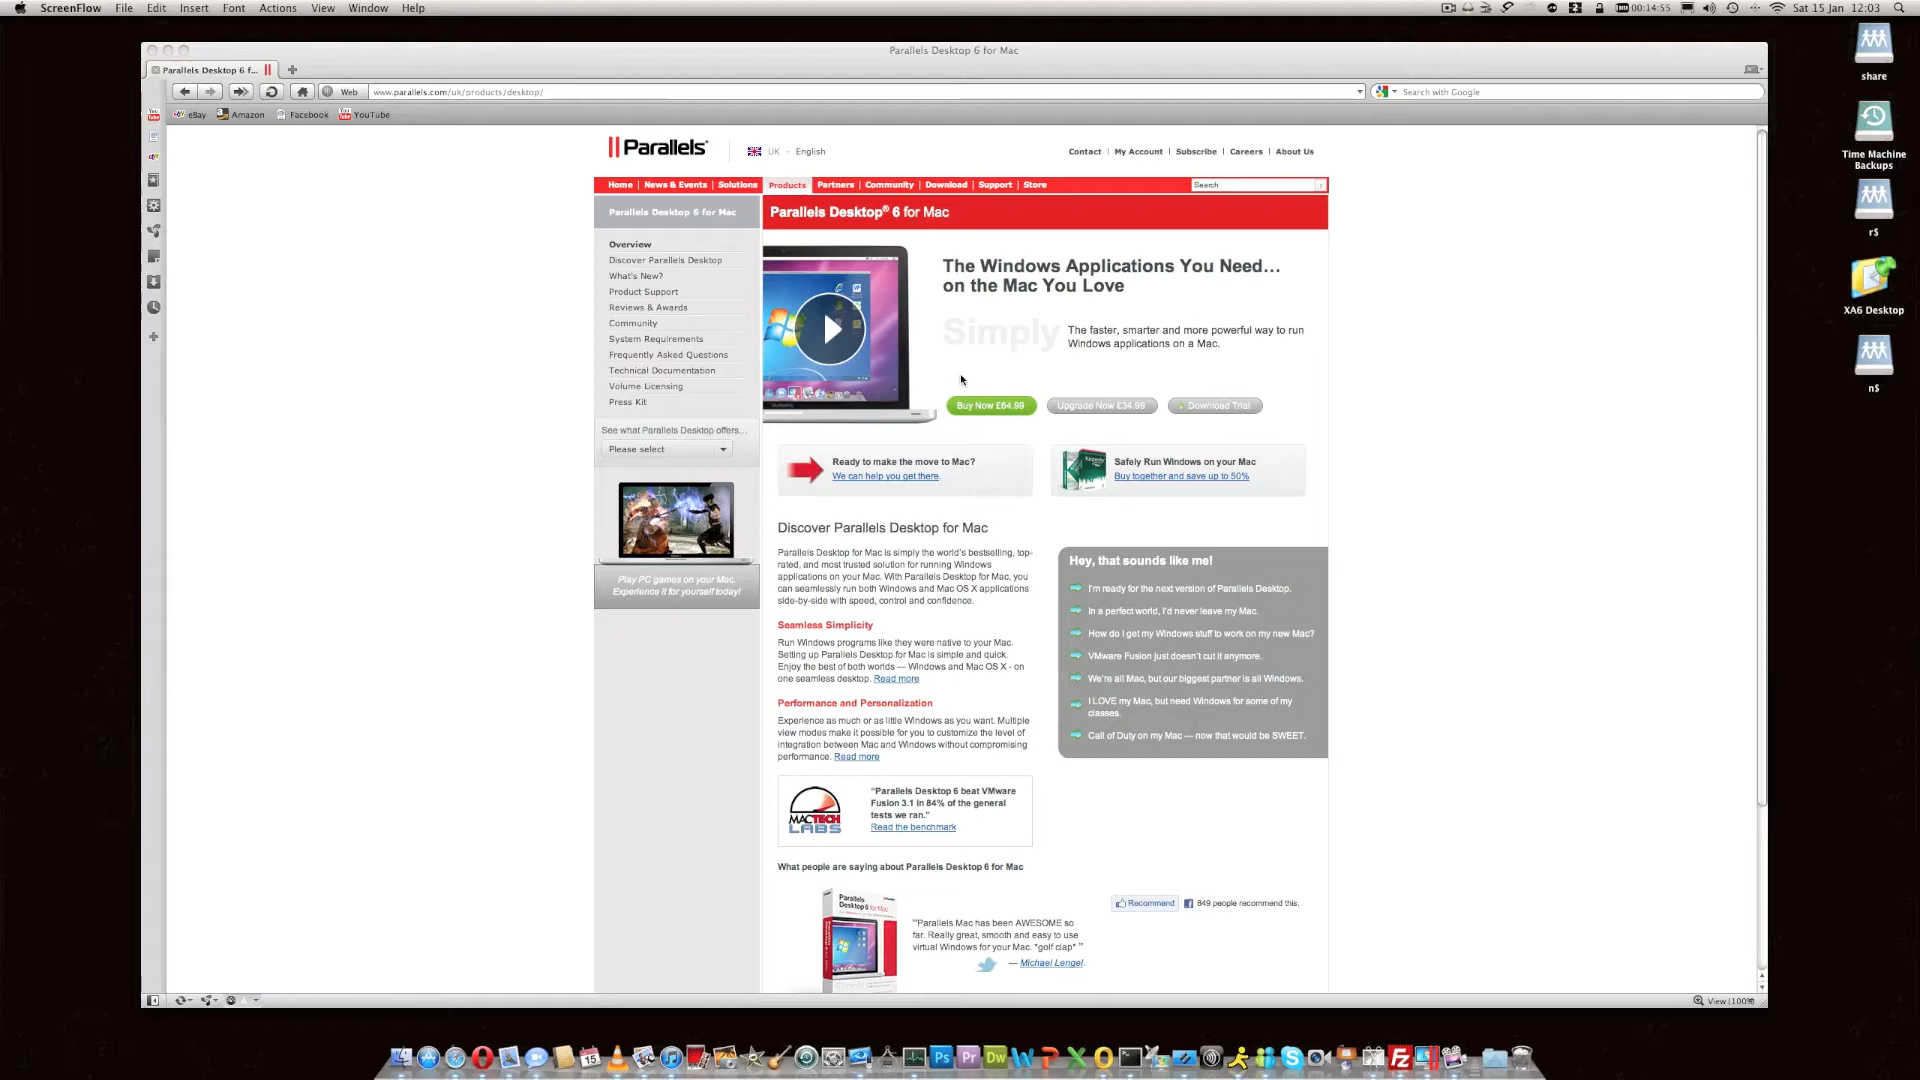 ScreenFlow File Edit Insert Font Actions View Window Help
00:14:55 Sat 15 Jan 12:03
Parallels Desktop 6 for Mac
Parallels Desktop 6 f...
Web www.parallels.com/uk/products/desktop/ Search with Google
eBay Amazon Facebook YouTube
Parallels UK - English Contact My Account Subscribe Careers About Us
Home News & Events Solutions Products Partners Community Download Support Store Search
Parallels Desktop 6 for Mac
Overview
Discover Parallels Desktop
What's New?
Product Support
Reviews & Awards
Community
System Requirements
Frequently Asked Questions
Technical Documentation
Volume Licensing
Press Kit
See what Parallels Desktop offers...
Please select
Play PC games on your Mac.
Experience it for yourself today!
Parallels Desktop® 6 for Mac
The Windows Applications You Need...
on the Mac You Love
Simply
The faster, smarter and more powerful way to run
Windows applications on a Mac.
Buy Now £64.99 Upgrade Now £34.99 Download Trial
Ready to make the move to Mac?
We can help you get there.
Safely Run Windows on your Mac
Buy together and save up to 50%
Discover Parallels Desktop for Mac
Parallels Desktop for Mac is simply the world's bestselling, top-
rated, and most trusted solution for running Windows
applications on your Mac. With Parallels Desktop for Mac, you
can seamlessly run both Windows and Mac OS X applications
side-by-side with speed, control and confidence.
Seamless Simplicity
Run Windows programs like they were native to your Mac.
Setting up Parallels Desktop for Mac is simple and quick.
Enjoy the best of both worlds — Windows and Mac OS X - on
one seamless desktop. Read more
Performance and Personalization
Experience as much or as little Windows as you want. Multiple
view modes make it possible for you to customize the level of
integration between Mac and Windows without compromising
performance. Read more
MACTECH
LABS
“Parallels Desktop 6 beat VMware
Fusion 3.1 in 84% of the general
tests we ran.”
Read the benchmark
Hey, that sounds like me!
I'm ready for the next version of Parallels Desktop.
In a perfect world, I'd never leave my Mac.
How do I get my Windows stuff to work on my new Mac?
VMware Fusion just doesn't cut it anymore.
We're all Mac, but our biggest partner is all Windows.
I LOVE my Mac, but need Windows for some of my
classes.
Call of Duty on my Mac — now that would be SWEET.
What people are saying about Parallels Desktop 6 for Mac
Parallels
Desktop 6 for Mac
"Parallels Mac has been AWESOME so
far. Really great, smooth and easy to use
virtual Windows for your Mac. *golf clap* "
— Michael Lengel.
Recommend 849 people recommend this.
View (100%)
share
Time Machine
Backups
r$
XA6 Desktop
n$
15 Ps Pr Dw Fz